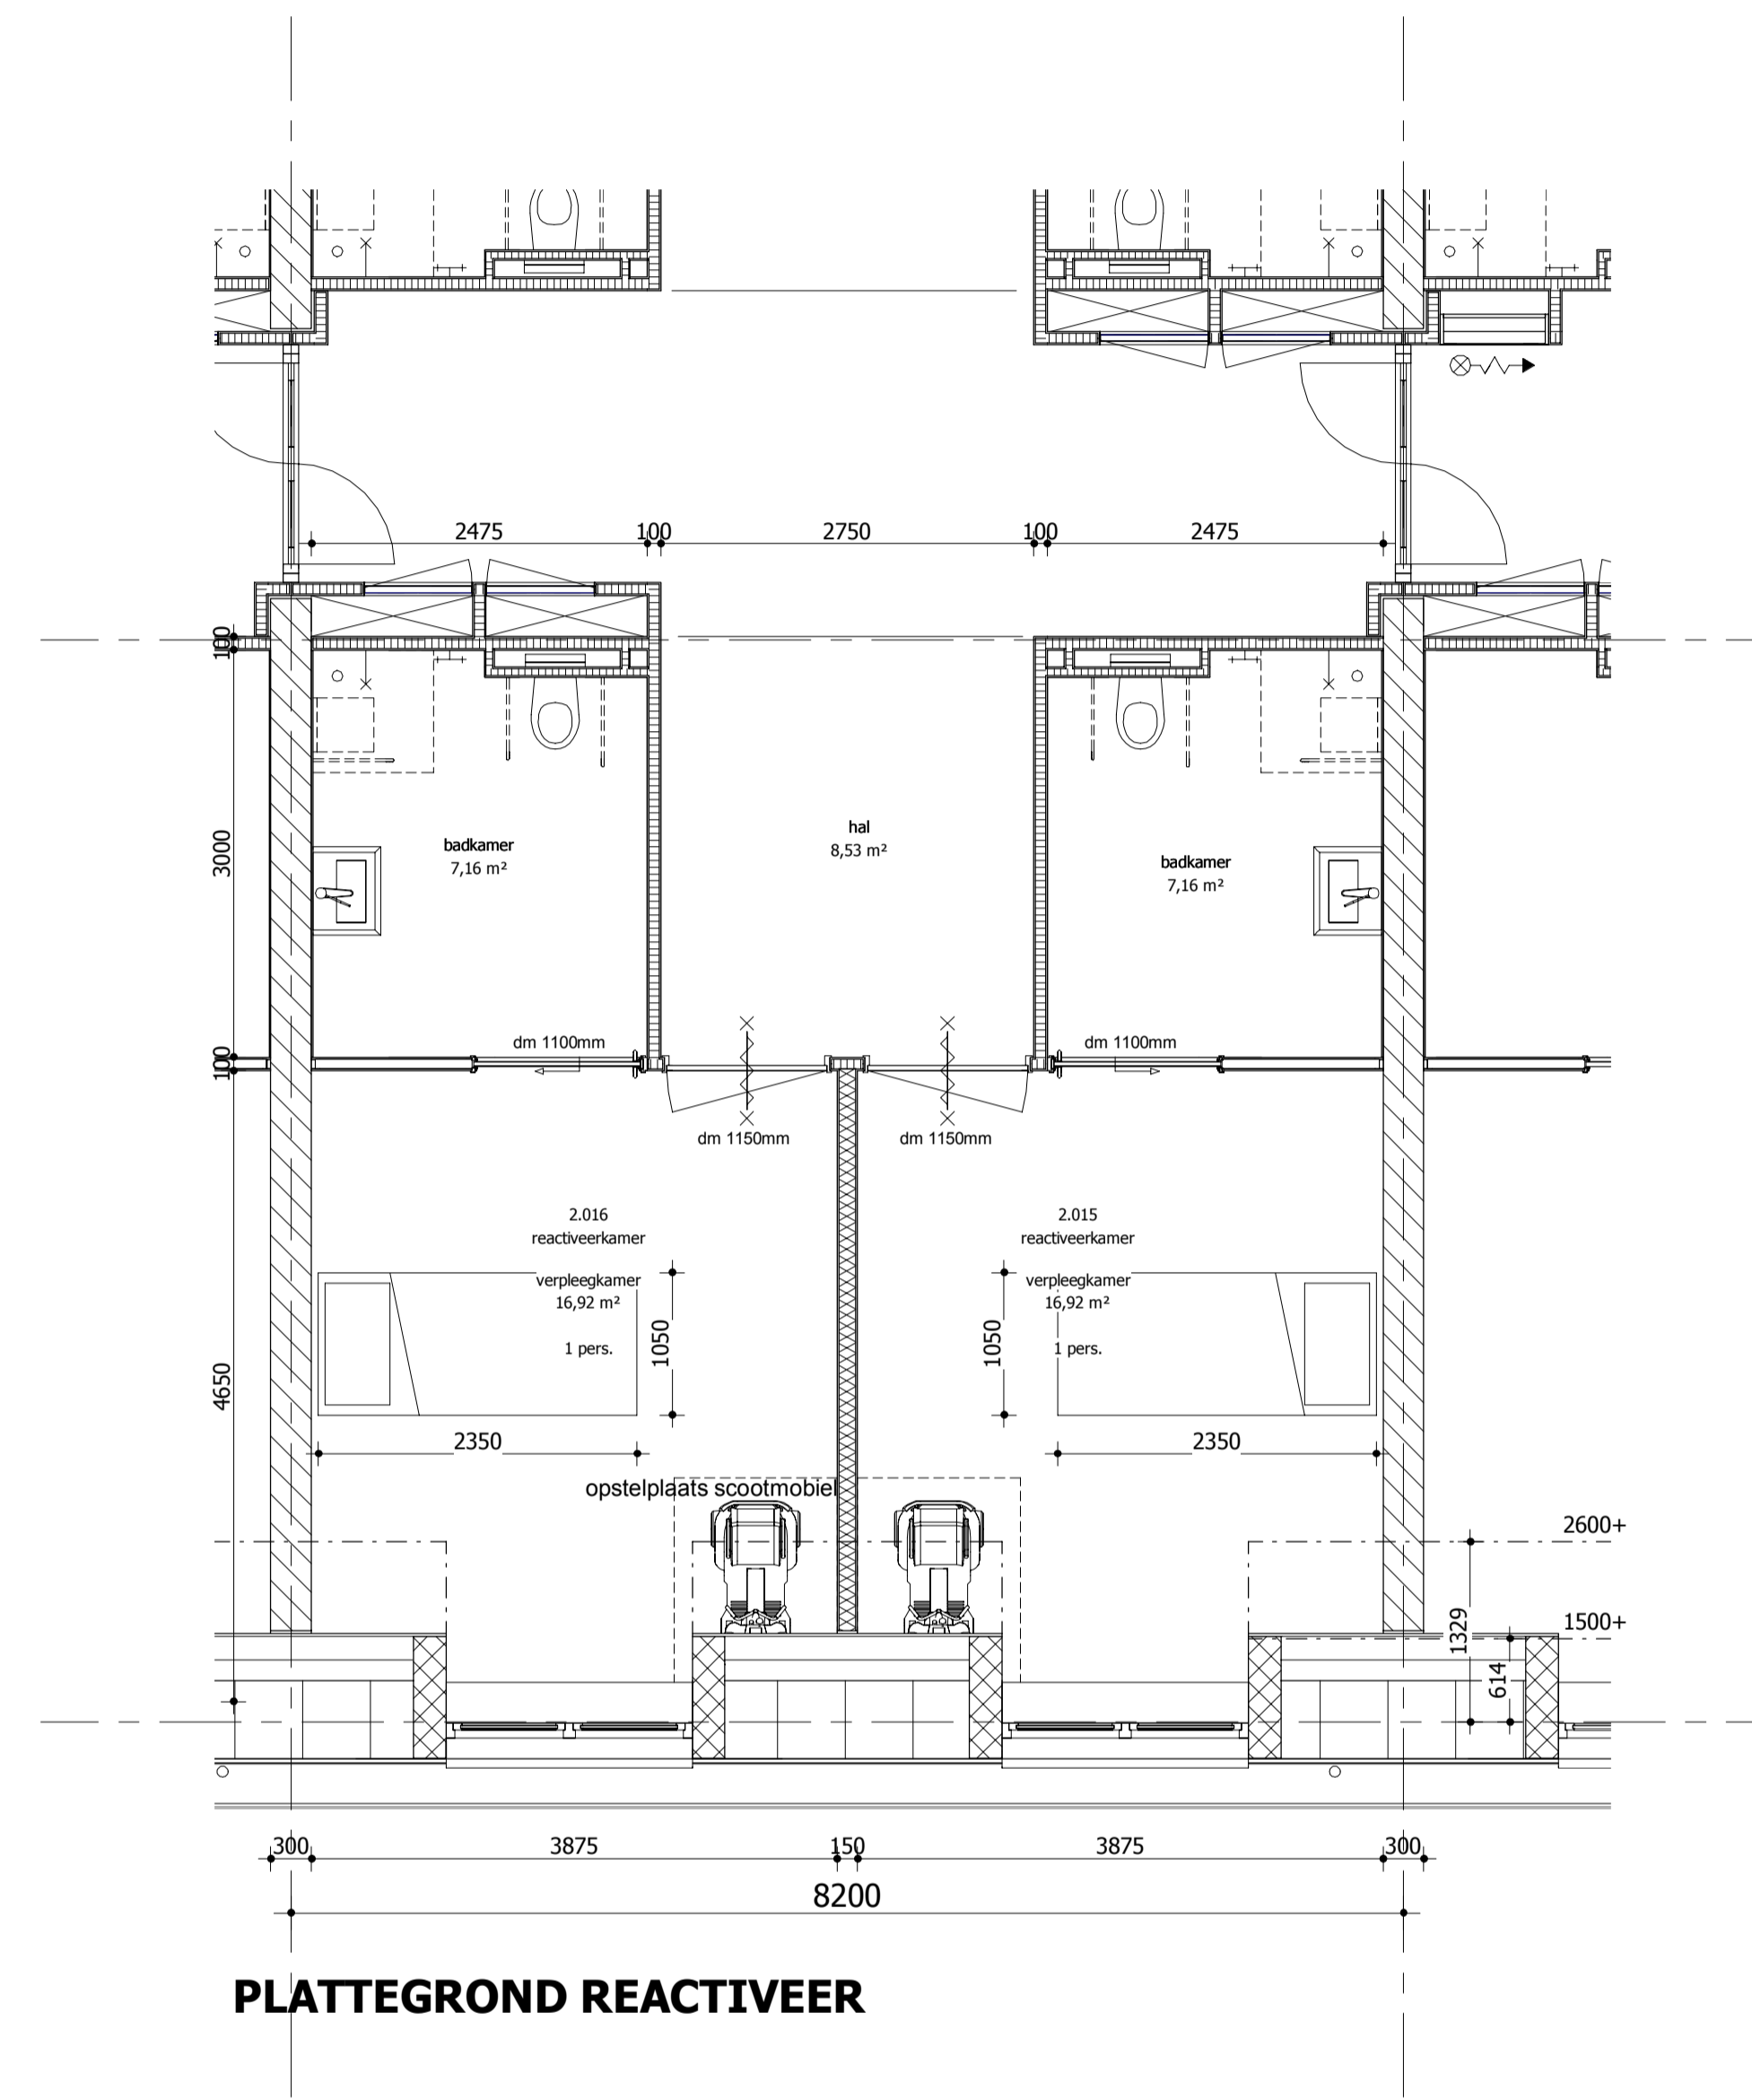 2475 100 2750 100 2475
100
3000
badkamer
7,16 m²
hal
8,53 m²
badkamer
7,16 m²
100
dm 1100mm
dm 1100mm
dm 1150mm
dm 1150mm
2.016
reactiveerkamer
verpleegkamer
16,92 m²
1 pers.
2.015
reactiveerkamer
verpleegkamer
16,92 m²
1 pers.
1050
1050
4650
2350
2350
opstelplaats scootmobiel
2600+
1500+
1329
614
300 3875 150 3875 300
8200
PLATTEGROND REACTIVEER